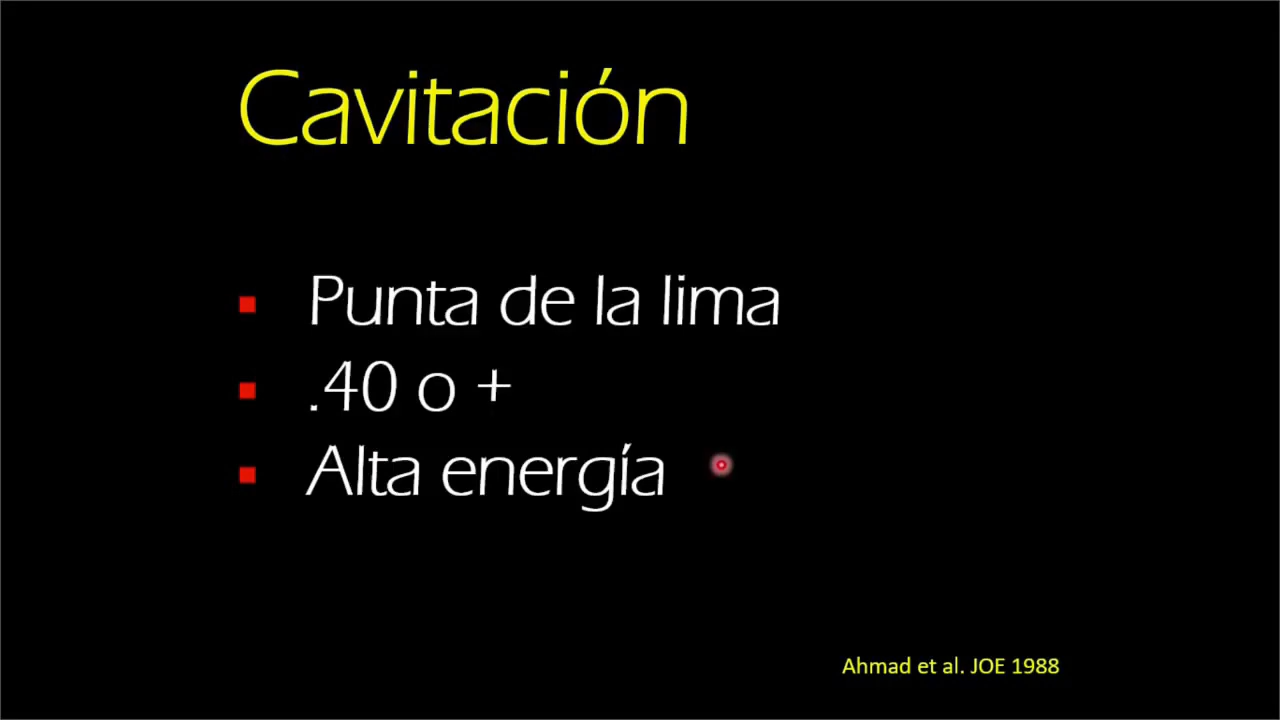 Cavitación
Punta de la lima
.40 o +
Alta energía
Ahmad et al. JOE 1988